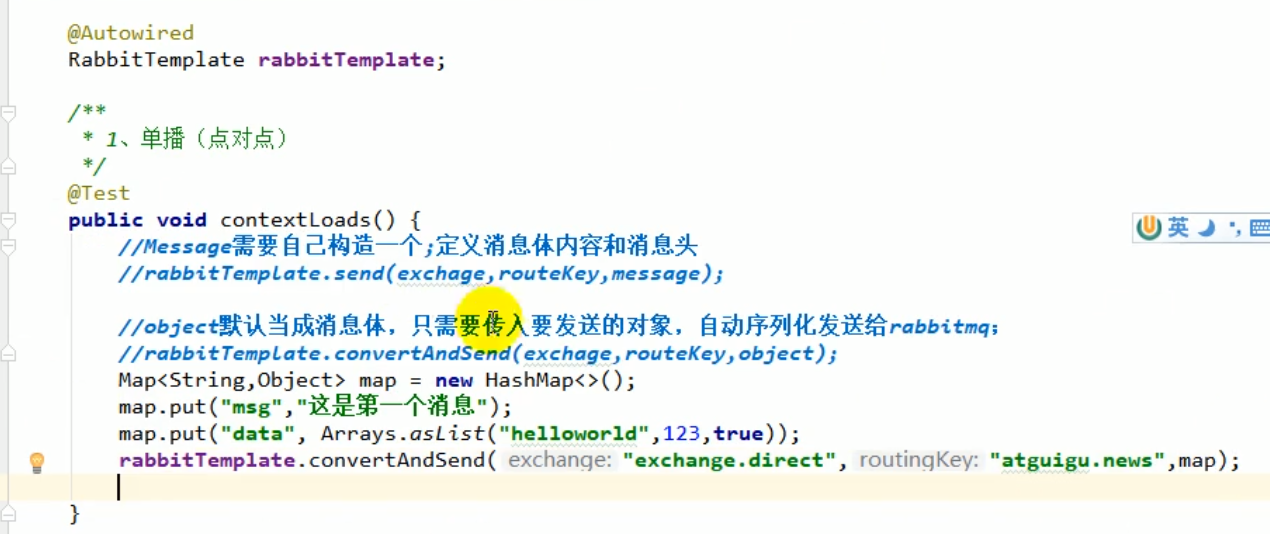 @Autowired
RabbitTemplate rabbitTemplate;
/**
* 1、单播（点对点）
*/
@Test
public void contextLoads() {
//Message需要自己构造一个;定义消息体内容和消息头
//rabbitTemplate.send(exchage,routeKey,message);
英
//object默认当成消息体，只需要传入要发送的对象，自动序列化发送给rabbitmq；
//rabbitTemplate.convertAndSend(exchage,routeKey,object);
Map<String,Object> map = new HashMap<>();
map.put("msg","这是第一个消息");
map.put("data", Arrays.asList("helloworld",123,true));
rabbitTemplate.convertAndSend( exchange: "exchange.direct", routingKey: "atguigu.news",map);
}